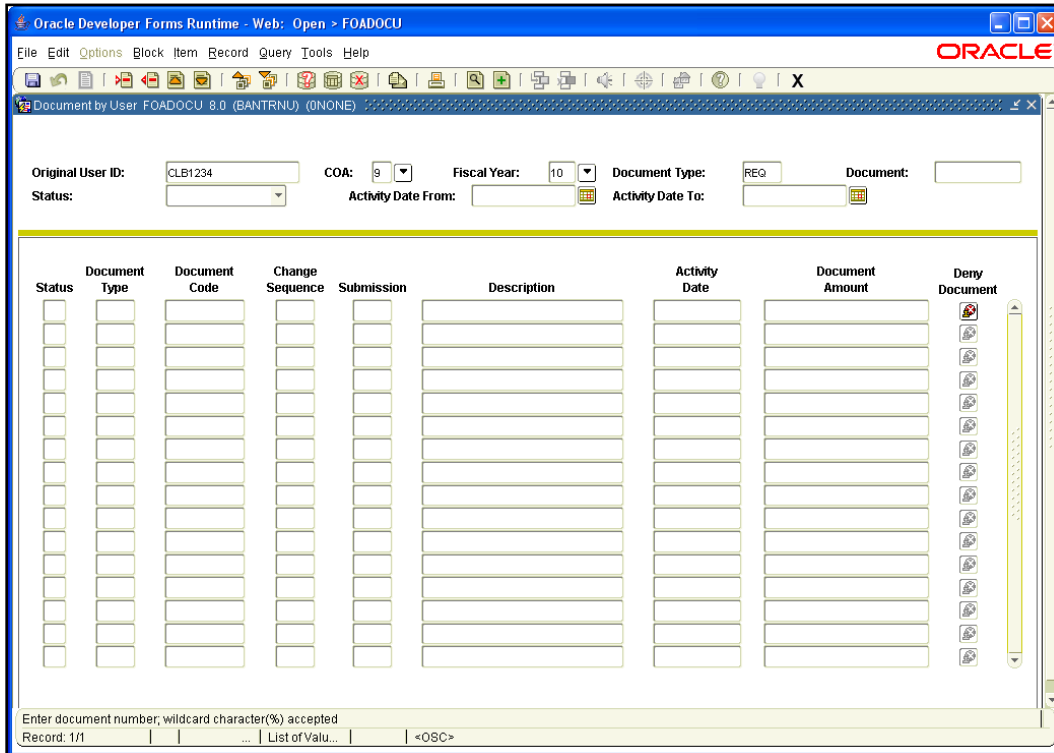 Oracle Developer Forms Runtime - Web: Open > FOADOCU
File Edit Options Block Item Record Query Tools Help
ORACLE
X
Document by User FOADOCU 8.0 (BANTRNU) (0NONE)
Original User ID: CLB1234 COA: 9 Fiscal Year: 10 Document Type: REQ Document:
Status: Activity Date From: Activity Date To:
Document Document Change Activity Document Deny
Status Type Code Sequence Submission Description Date Amount Document
Enter document number; wildcard character(%) accepted
Record: 1/1 ... List of Valu... <OSC>